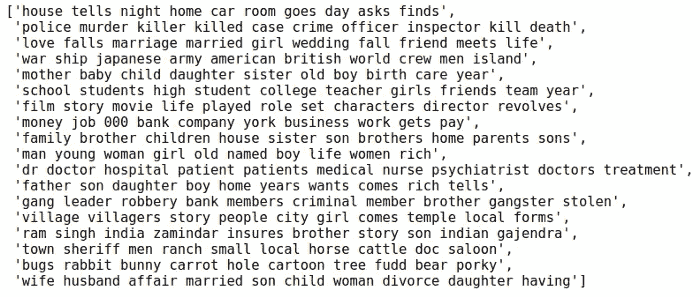 ['house tells night home car room goes day asks finds',
'police murder killer killed case crime officer inspector kill death',
'love falls marriage married girl wedding fall friend meets life',
'war ship japanese army american british world crew men island',
'mother baby child daughter sister old boy birth care year',
'school students high student college teacher girls friends team year',
'film story movie life played role set characters director revolves',
'money job 000 bank company york business work gets pay',
'family brother children house sister son brothers home parents sons',
'man young woman girl old named boy life women rich',
'dr doctor hospital patient patients medical nurse psychiatrist doctors treatment',
'father son daughter boy home years wants comes rich tells',
'gang leader robbery bank members criminal member brother gangster stolen',
'village villagers story people city girl comes temple local forms',
'ram singh india zamindar insures brother story son indian gajendra',
'town sheriff men ranch small local horse cattle doc saloon',
'bugs rabbit bunny carrot hole cartoon tree fudd bear porky',
'wife husband affair married son child woman divorce daughter having']